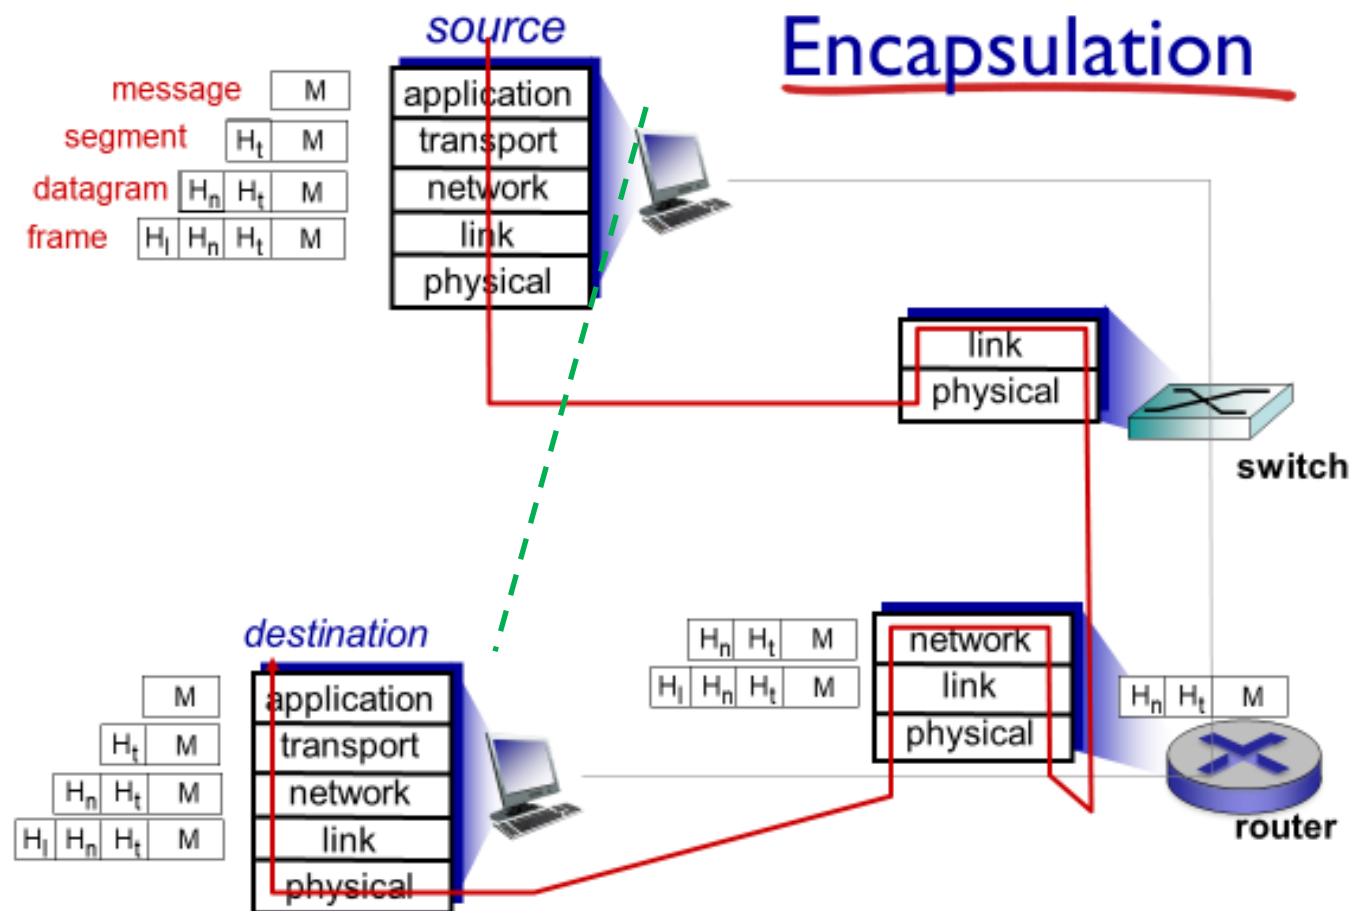 Encapsulation
source
message M
segment Ht M
datagram Hn Ht M
frame Hl Hn Ht M
application
transport
network
link
physical
link
physical
switch
destination
M
Ht M
Hn Ht M
Hl Hn Ht M
application
transport
network
link
physical
Hn Ht M
Hl Hn Ht M
network
link
physical
Hn Ht M
router